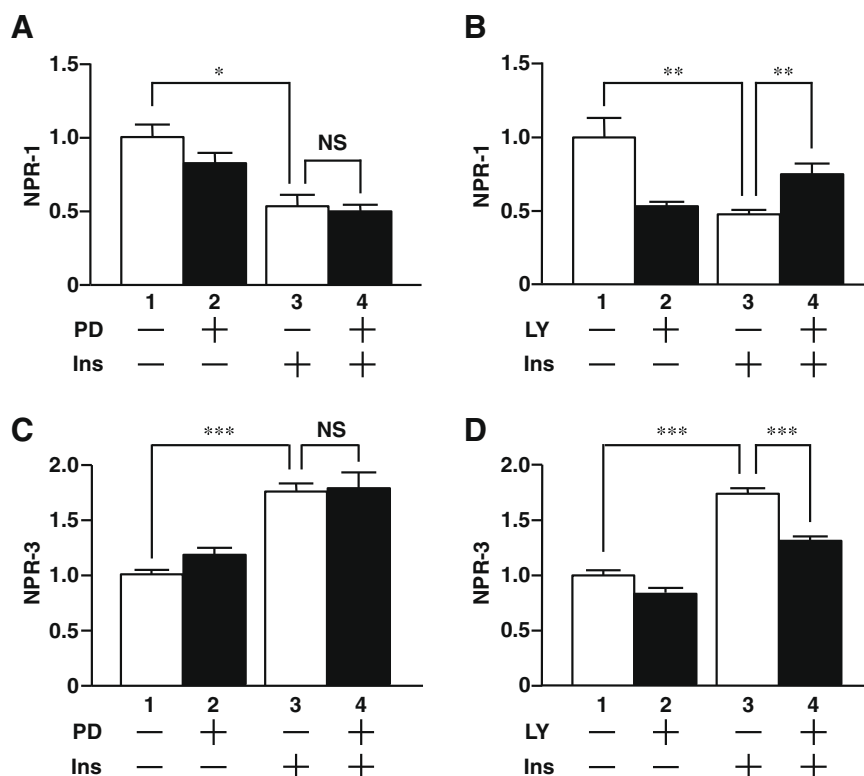 A
NPR-1
1.5
1.0
0.5
0
*
NS
1 2 3 4
PD — + — +
Ins — — + +
B
NPR-1
1.5
1.0
0.5
0
** **
1 2 3 4
LY — + — +
Ins — — + +
C
NPR-3
2.0
1.5
1.0
0.5
0
*** NS
1 2 3 4
PD — + — +
Ins — — + +
D
NPR-3
2.0
1.5
1.0
0.5
0
*** ***
1 2 3 4
LY — + — +
Ins — — + +